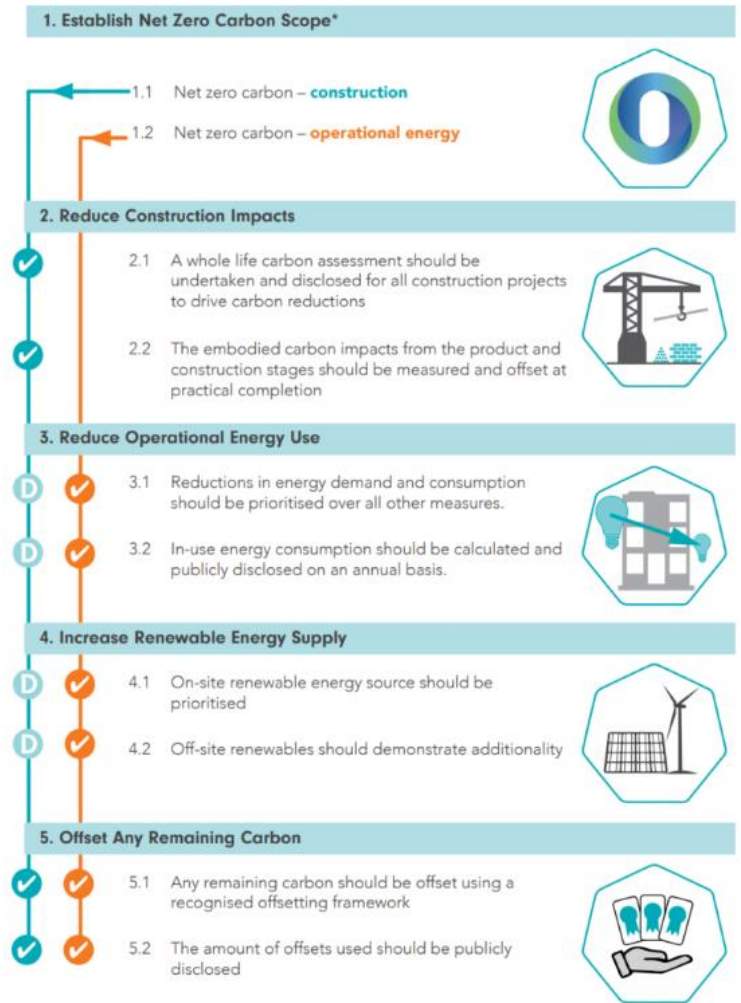 1. Establish Net Zero Carbon Scope*
1.1 Net zero carbon – construction
1.2 Net zero carbon – operational energy
2. Reduce Construction Impacts
2.1 A whole life carbon assessment should be
undertaken and disclosed for all construction projects
to drive carbon reductions
2.2 The embodied carbon impacts from the product and
construction stages should be measured and offset at
practical completion
3. Reduce Operational Energy Use
D 3.1 Reductions in energy demand and consumption
should be prioritised over all other measures.
D 3.2 In-use energy consumption should be calculated and
publicly disclosed on an annual basis.
4. Increase Renewable Energy Supply
D 4.1 On-site renewable energy source should be
prioritised
D 4.2 Off-site renewables should demonstrate additionality
5. Offset Any Remaining Carbon
5.1 Any remaining carbon should be offset using a
recognised offsetting framework
5.2 The amount of offsets used should be publicly
disclosed